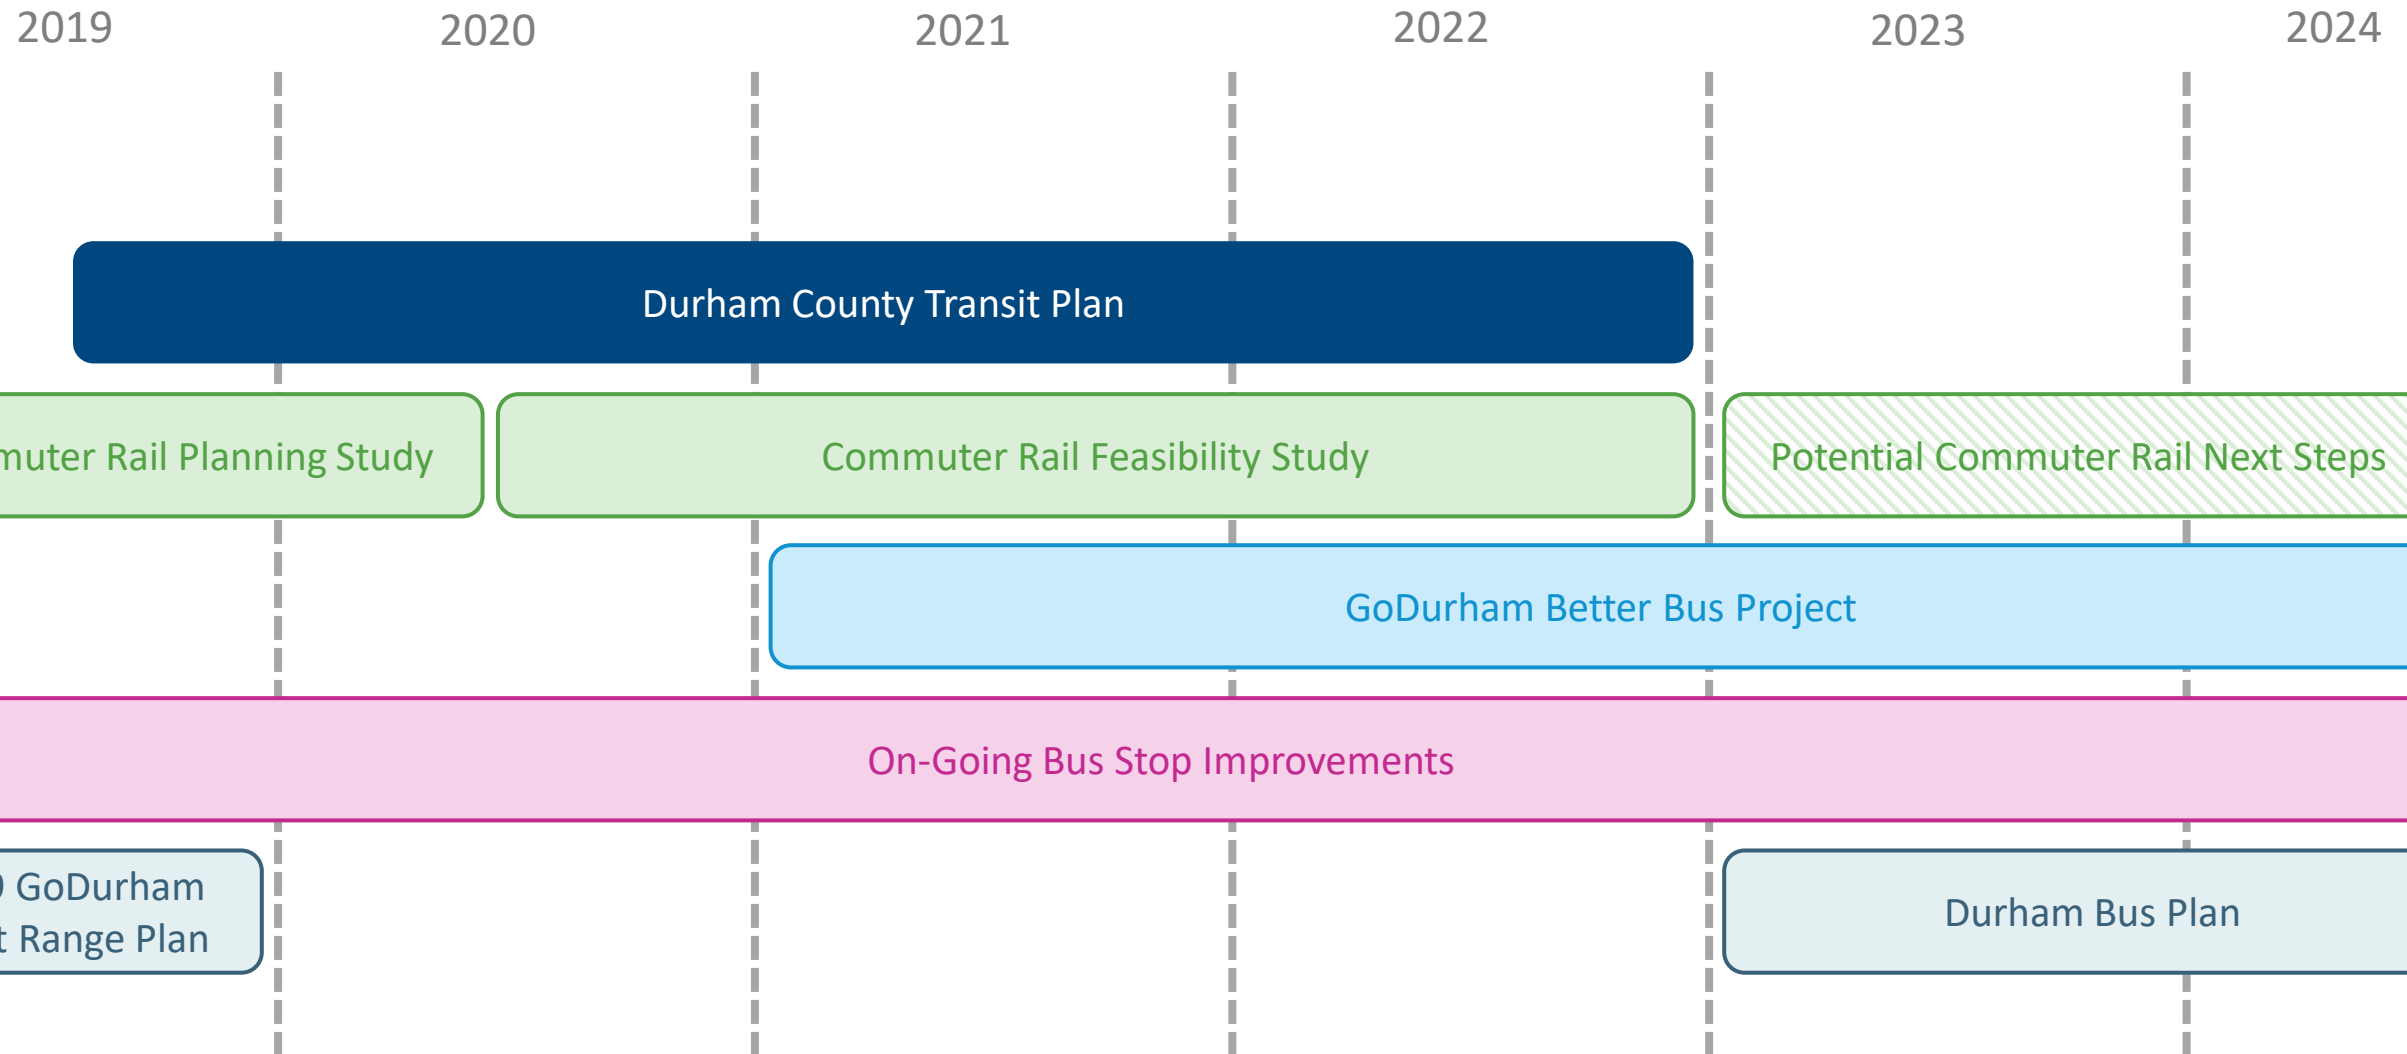 2019 2020 2021 2022 2023 2024
Durham County Transit Plan
Rail Planning Study
Commuter Rail Feasibility Study
Potential Commuter Rail Next Steps
GoDurham Better Bus Project
On-Going Bus Stop Improvements
GoDurham
Range Plan
Durham Bus Plan